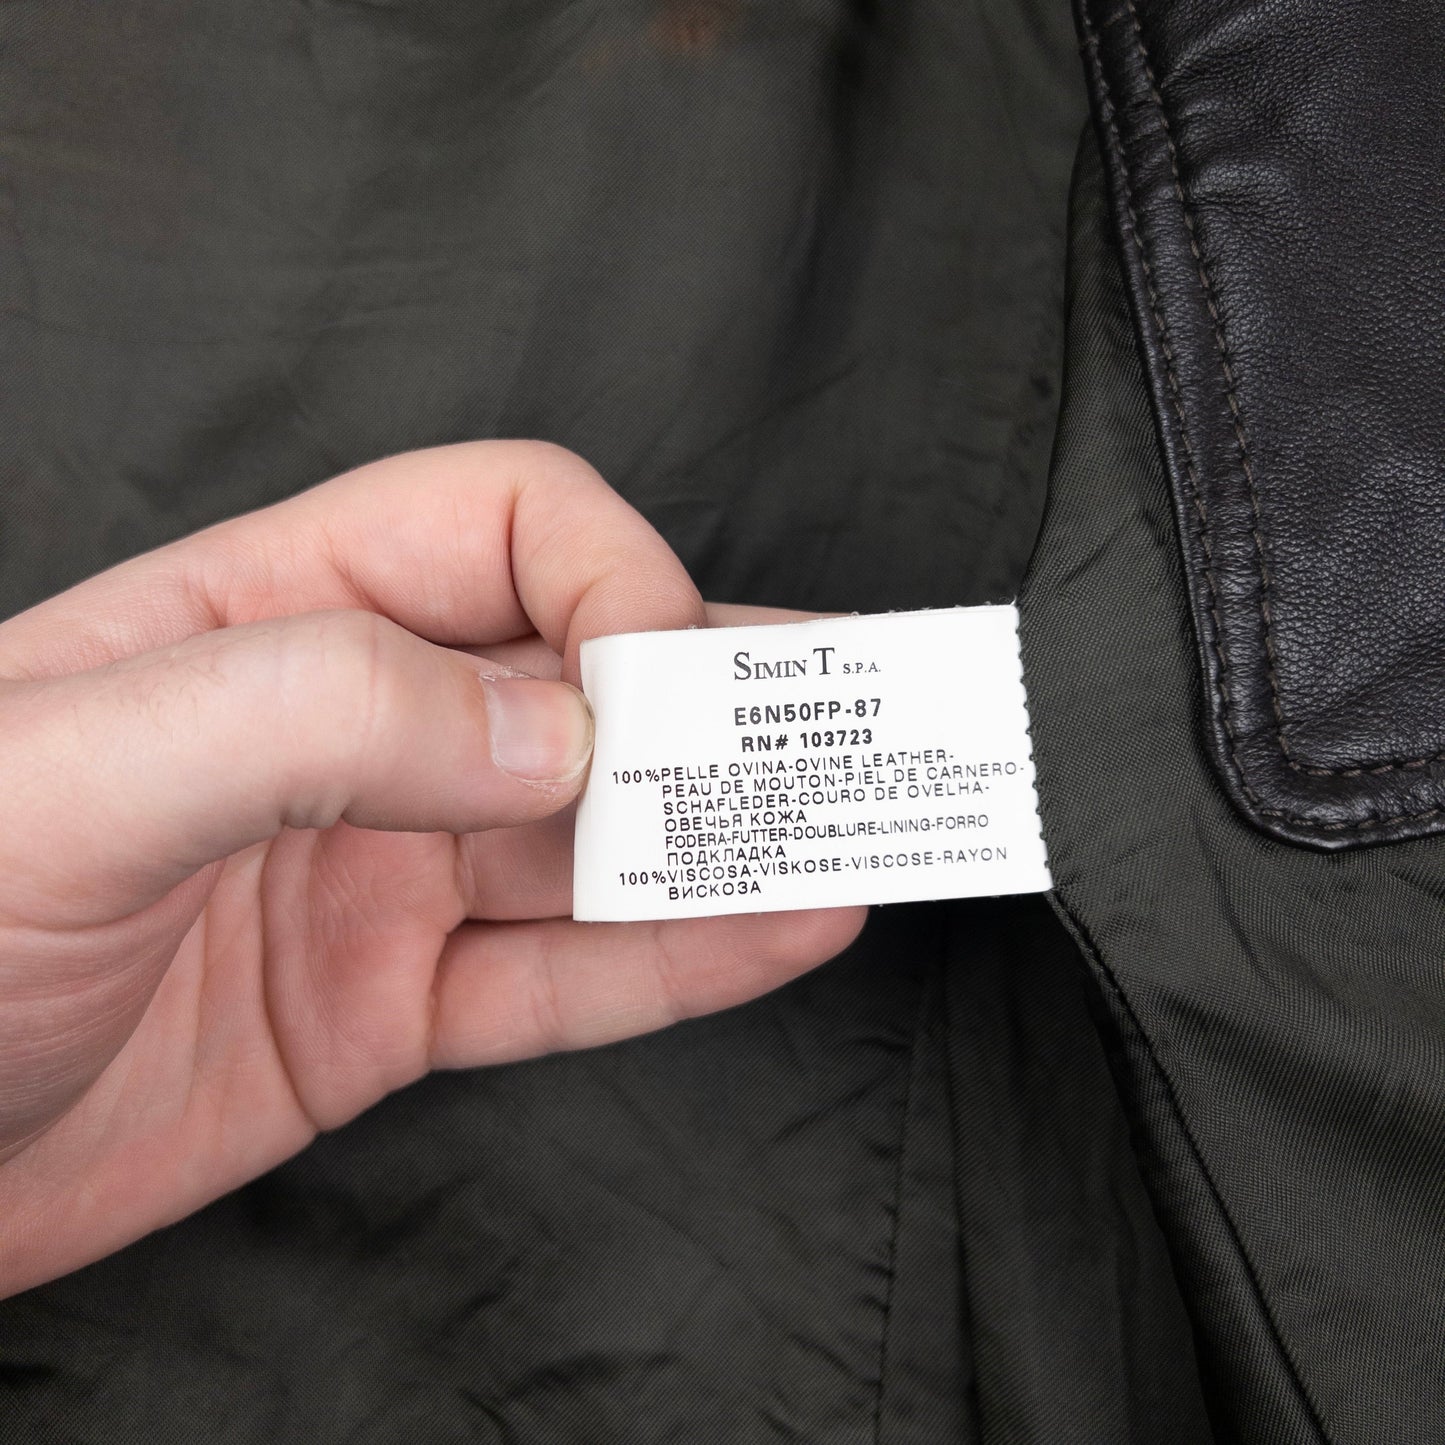 SIMIN T S.P.A.
E6N50FP-87
RN# 103723
100%PELLE OVINA-OVINE LEATHER-
PEAU DE MOUTON-PIEL DE CARNERO-
SCHAFLEDER-COURO DE OVELHA-
ОВЕЧЬЯ КОЖА
FODERA-FUTTER-DOUBLURE-LINING-FORRO
ПОДКЛАДКА
100%VISCOSA-VISKOSE-VISCOSE-RAYON
ВИСКОЗА